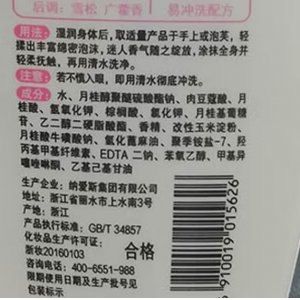 后调：雪松 广藿香
易冲洗配方
用法：湿润身体后，取适量产品于手上或泡芙，轻
揉出丰富绵密泡沫，迷人香气随之绽放，涂抹全身并
轻柔按触，再用清水洗净。
注意：若不慎入眼，即用清水彻底冲洗。
成分：水、月桂醇聚醚硫酸酯钠、肉豆蔻酸、月
桂酸、氢氧化钾、棕榈酸、氯化钾、月桂基葡糖
苷、乙二醇二硬脂酸酯、香精、改性玉米淀粉、
月桂酸牛磺酸钠、氢化蓖麻油、聚季铵盐-7、羟
丙基甲基纤维素、EDTA 二钠、苯氧乙醇、甲基异
噻唑啉酮、乙基己基甘油
生产企业：纳爱斯集团有限公司
地址：浙江省丽水市上水南3号
产地：浙江
产品执行标准：GB/T 34857
化妆品生产许可证：
浙妆20160103 合格
咨询电话：400-6551-988
限期使用日期及生产批号见
包装标示
6 910019 015626